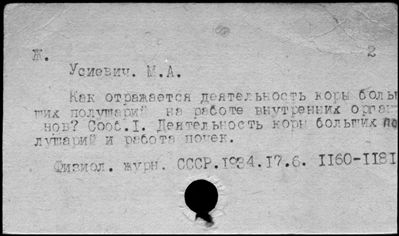 Ж. 2
Усиевич. М.А.
Как отражается деятельность коры боль
ших полушарий на работе внутренних орга
нов? Сооб.I. Деятельность коры больших по
лушарий и работа почек.
Физиол. журн. СССР.1934.17.6. 1160-1181